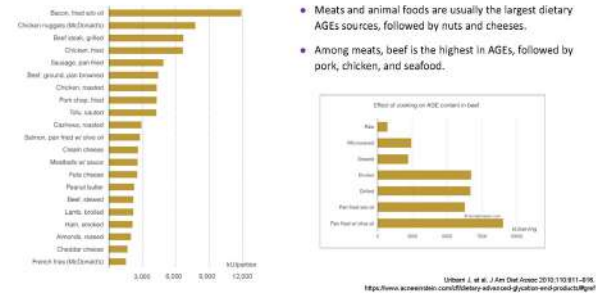 Bacon, fried w/o oil
Chicken nuggets (McDonald's)
Beef steak, grilled
Chicken, fried
Sausage, pan fried
Beef, ground, pan browned
Chicken, roasted
Pork chop, fried
Tofu, sauted
Cashews, roasted
Salmon, pan fried w/ olive oil
Cream cheese
Meatballs w/ sauce
Feta cheese
Peanut butter
Beef, stewed
Lamb, broiled
Ham, smoked
Almonds, roasted
Cheddar cheese
French fries (McDonald's)
kU/portion
3,000 6,000 9,000 12,000
• Meats and animal foods are usually the largest dietary
AGEs sources, followed by nuts and cheeses.
• Among meats, beef is the highest in AGEs, followed by
pork, chicken, and seafood.
Effect of cooking on AGE content in beef
Raw
Microwaved
Stewed
Broiled
Grilled
Pan fried w/o oil
Pan fried w/ olive oil
Uribarri J, et al. J Am Diet Assoc 2010;110:911–916.